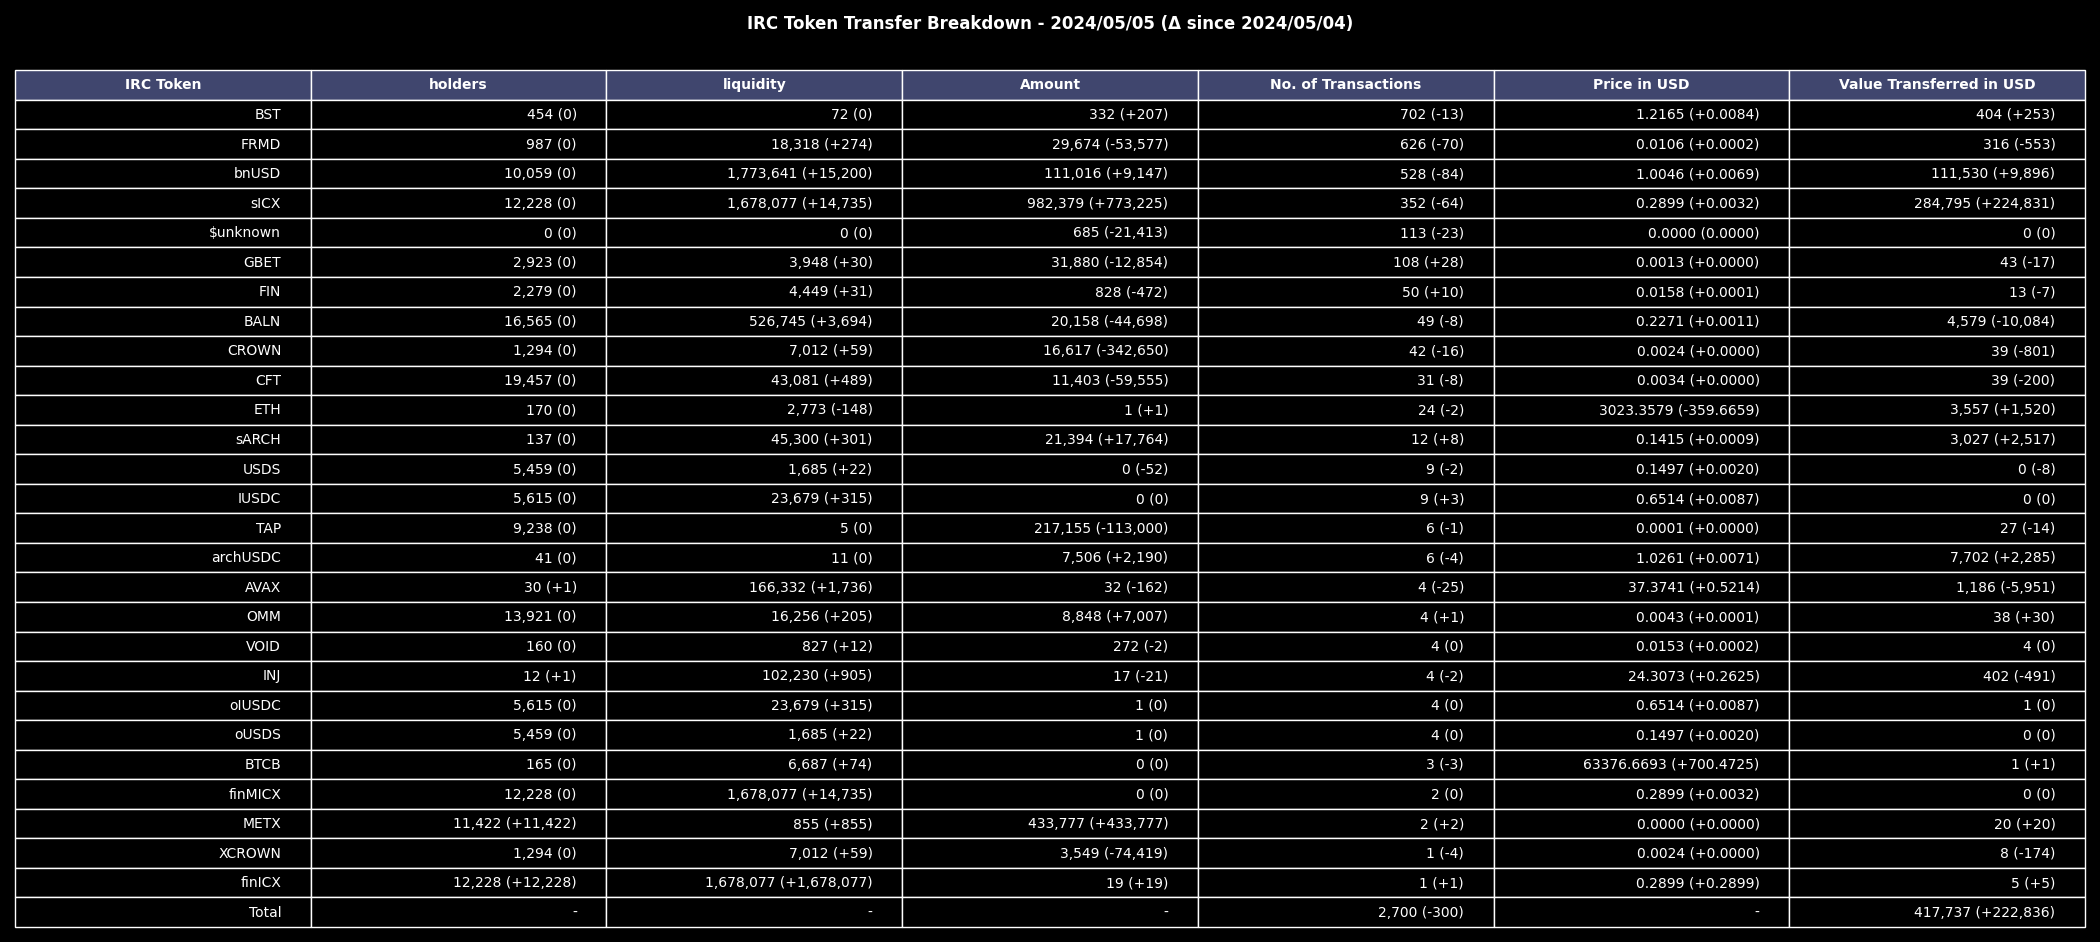 IRC Token Transfer Breakdown - 2024/05/05 (Δ since 2024/05/04)
IRC Token holders liquidity Amount No. of Transactions Price in USD Value Transferred in USD
BST 454 (0) 72 (0) 332 (+207) 702 (-13) 1.2165 (+0.0084) 404 (+253)
FRMD 987 (0) 18,318 (+274) 29,674 (-53,577) 626 (-70) 0.0106 (+0.0002) 316 (-553)
bnUSD 10,059 (0) 1,773,641 (+15,200) 111,016 (+9,147) 528 (-84) 1.0046 (+0.0069) 111,530 (+9,896)
sICX 12,228 (0) 1,678,077 (+14,735) 982,379 (+773,225) 352 (-64) 0.2899 (+0.0032) 284,795 (+224,831)
$unknown 0 (0) 0 (0) 685 (-21,413) 113 (-23) 0.0000 (0.0000) 0 (0)
GBET 2,923 (0) 3,948 (+30) 31,880 (-12,854) 108 (+28) 0.0013 (+0.0000) 43 (-17)
FIN 2,279 (0) 4,449 (+31) 828 (-472) 50 (+10) 0.0158 (+0.0001) 13 (-7)
BALN 16,565 (0) 526,745 (+3,694) 20,158 (-44,698) 49 (-8) 0.2271 (+0.0011) 4,579 (-10,084)
CROWN 1,294 (0) 7,012 (+59) 16,617 (-342,650) 42 (-16) 0.0024 (+0.0000) 39 (-801)
CFT 19,457 (0) 43,081 (+489) 11,403 (-59,555) 31 (-8) 0.0034 (+0.0000) 39 (-200)
ETH 170 (0) 2,773 (-148) 1 (+1) 24 (-2) 3023.3579 (-359.6659) 3,557 (+1,520)
sARCH 137 (0) 45,300 (+301) 21,394 (+17,764) 12 (+8) 0.1415 (+0.0009) 3,027 (+2,517)
USDS 5,459 (0) 1,685 (+22) 0 (-52) 9 (-2) 0.1497 (+0.0020) 0 (-8)
IUSDC 5,615 (0) 23,679 (+315) 0 (0) 9 (+3) 0.6514 (+0.0087) 0 (0)
TAP 9,238 (0) 5 (0) 217,155 (-113,000) 6 (-1) 0.0001 (+0.0000) 27 (-14)
archUSDC 41 (0) 11 (0) 7,506 (+2,190) 6 (-4) 1.0261 (+0.0071) 7,702 (+2,285)
AVAX 30 (+1) 166,332 (+1,736) 32 (-162) 4 (-25) 37.3741 (+0.5214) 1,186 (-5,951)
OMM 13,921 (0) 16,256 (+205) 8,848 (+7,007) 4 (+1) 0.0043 (+0.0001) 38 (+30)
VOID 160 (0) 827 (+12) 272 (-2) 4 (0) 0.0153 (+0.0002) 4 (0)
INJ 12 (+1) 102,230 (+905) 17 (-21) 4 (-2) 24.3073 (+0.2625) 402 (-491)
oIUSDC 5,615 (0) 23,679 (+315) 1 (0) 4 (0) 0.6514 (+0.0087) 1 (0)
oUSDS 5,459 (0) 1,685 (+22) 1 (0) 4 (0) 0.1497 (+0.0020) 0 (0)
BTCB 165 (0) 6,687 (+74) 0 (0) 3 (-3) 63376.6693 (+700.4725) 1 (+1)
finMICX 12,228 (0) 1,678,077 (+14,735) 0 (0) 2 (0) 0.2899 (+0.0032) 0 (0)
METX 11,422 (+11,422) 855 (+855) 433,777 (+433,777) 2 (+2) 0.0000 (+0.0000) 20 (+20)
XCROWN 1,294 (0) 7,012 (+59) 3,549 (-74,419) 1 (-4) 0.0024 (+0.0000) 8 (-174)
finICX 12,228 (+12,228) 1,678,077 (+1,678,077) 19 (+19) 1 (+1) 0.2899 (+0.2899) 5 (+5)
Total - - - 2,700 (-300) - 417,737 (+222,836)